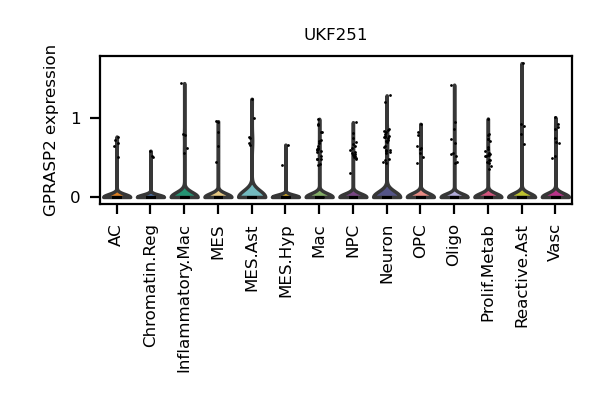 UKF251
GPRASP2 expression
1
0
AC
Chromatin.Reg
Inflammatory.Mac
MES
MES.Ast
MES.Hyp
Mac
NPC
Neuron
OPC
Oligo
Prolif.Metab
Reactive.Ast
Vasc